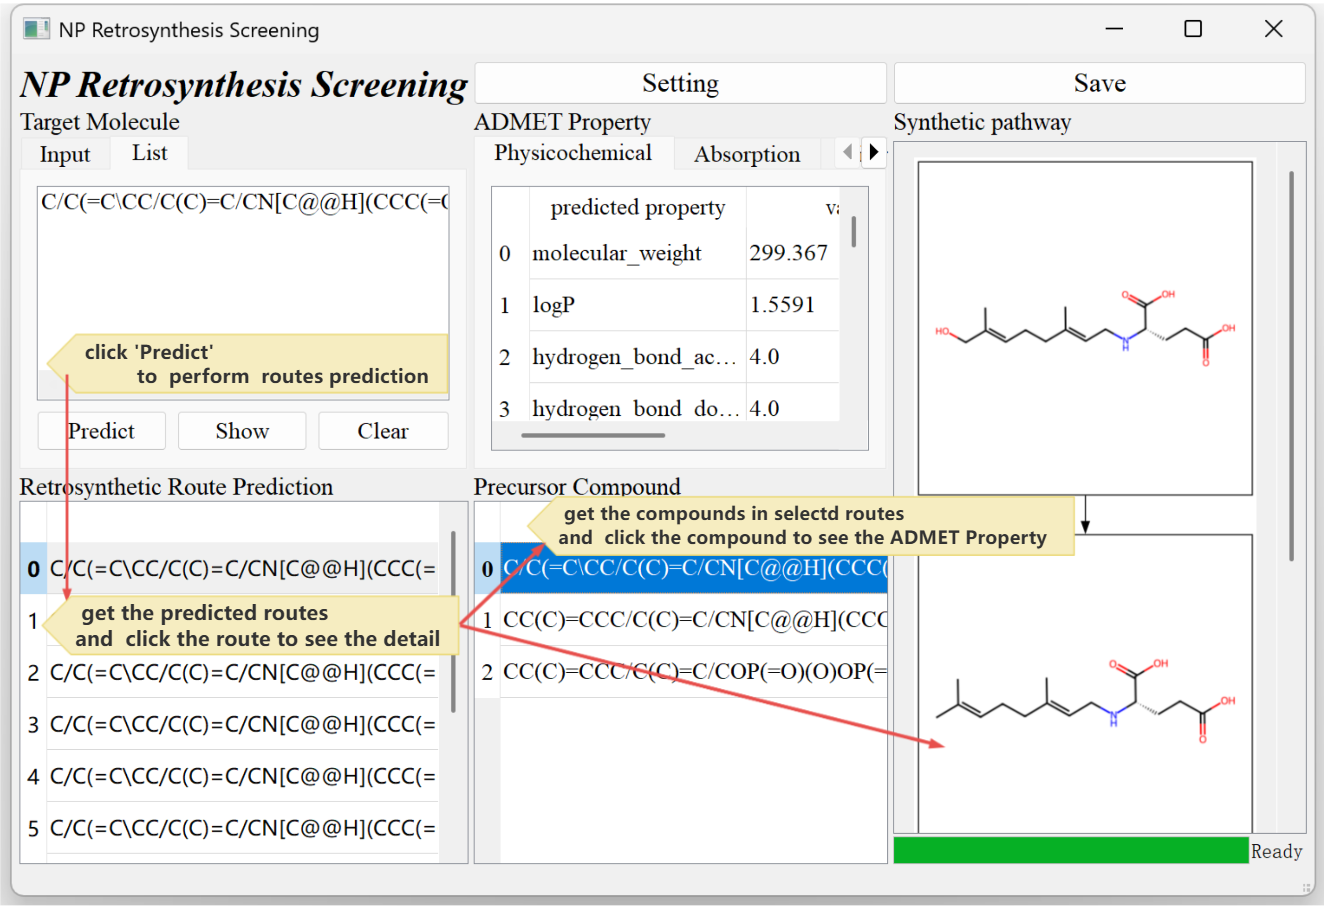 NP Retrosynthesis Screening
NP Retrosynthesis Screening
Setting
Save
Target Molecule
Input
List
C/C(=C\CC/C(C)=C/CN[C@@H](CCC(=
click 'Predict'
to perform routes prediction
Predict
Show
Clear
ADMET Property
Physicochemical
Absorption
predicted property
0 molecular_weight 299.367
1 logP 1.5591
2 hydrogen_bond_ac... 4.0
3 hydrogen_bond_do... 4.0
Synthetic pathway
HO
O
OH
N
H
OH
O
Retrosynthetic Route Prediction
0 C/C(=C\CC/C(C)=C/CN[C@@H](CCC(=
1
get the predicted routes
and click the route to see the detail
2 C/C(=C\CC/C(C)=C/CN[C@@H](CCC(=
3 C/C(=C\CC/C(C)=C/CN[C@@H](CCC(=
4 C/C(=C\CC/C(C)=C/CN[C@@H](CCC(=
5 C/C(=C\CC/C(C)=C/CN[C@@H](CCC(=
Precursor Compound
get the compounds in selectd routes
and click the compound to see the ADMET Property
0 C/C(=C\CC/C(C)=C/CN[C@@H](CCC(
1 CC(C)=CCC/C(C)=C/CN[C@@H](CCC
2 CC(C)=CCC/C(C)=C/COP(=O)(O)OP(=
O
OH
N
H
OH
O
Ready